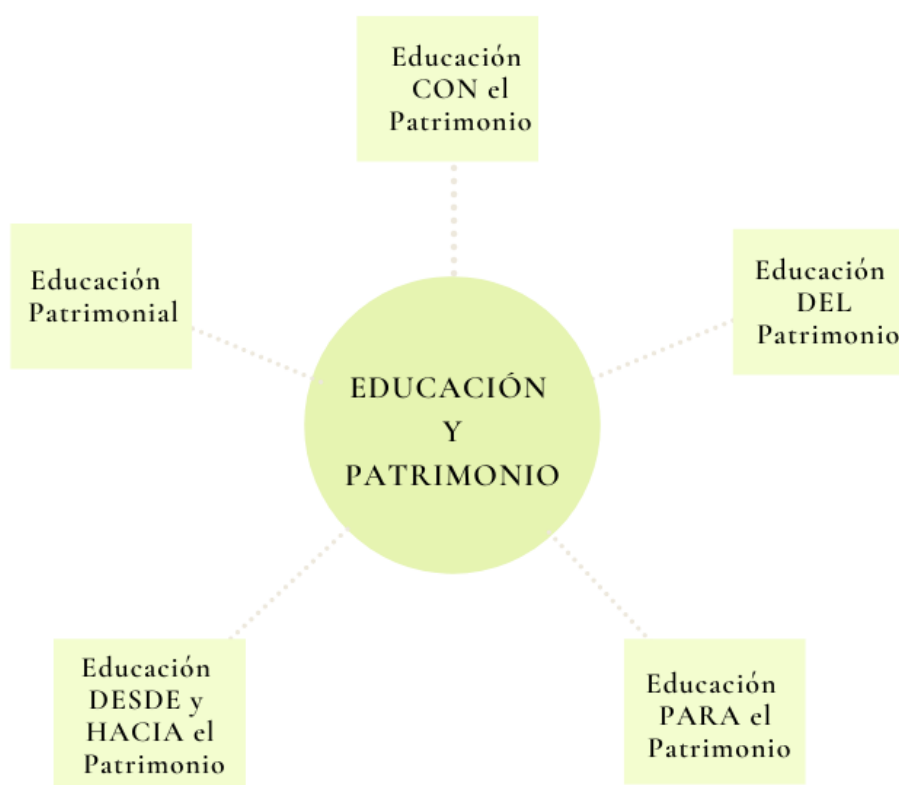 Educación
CON el
Patrimonio
Educación
Patrimonial
Educación
DEL
Patrimonio
EDUCACIÓN
Y
PATRIMONIO
Educación
DESDE y
HACIA el
Patrimonio
Educación
PARA el
Patrimonio